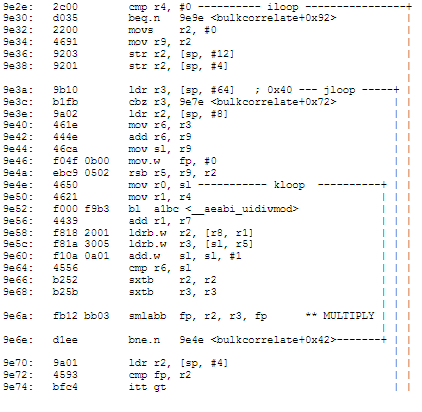 9e2e: 2c00 cmp r4, #0 ---------- iloop ----------------+
9e30: d035 beq.n 9e9e <bulkcorrelate+0x92> |
9e32: 2200 movs r2, #0 |
9e34: 4691 mov r9, r2 |
9e36: 9203 str r2, [sp, #12] |
9e38: 9201 str r2, [sp, #4] |
9e3a: 9b10 ldr r3, [sp, #64] ; 0x40 --- jloop -----+ |
9e3c: b1fb cbz r3, 9e7e <bulkcorrelate+0x72> | |
9e3e: 9a02 ldr r2, [sp, #8] | |
9e40: 461e mov r6, r3 | |
9e42: 444e add r6, r9 | |
9e44: 46ca mov sl, r9 | |
9e46: f04f 0b00 mov.w fp, #0 | |
9e4a: ebc9 0502 rsb r5, r9, r2 | |
9e4e: 4650 mov r0, sl ----------- kloop ----------+ | |
9e50: 4621 mov r1, r4 | | |
9e52: f000 f9b3 bl a1bc <__aeabi_uidivmod> | | |
9e56: 4439 add r1, r7 | | |
9e58: f818 2001 ldrb.w r2, [r8, r1] | | |
9e5c: f81a 3005 ldrb.w r3, [sl, r5] | | |
9e60: f10a 0a01 add.w sl, sl, #1 | | |
9e64: 4556 cmp r6, sl | | |
9e66: b252 sxtb r2, r2 | | |
9e68: b25b sxtb r3, r3 | | |
9e6a: fb12 bb03 smlabb fp, r2, r3, fp ** MULTIPLY | | |
9e6e: d1ee bne.n 9e4e <bulkcorrelate+0x42>-------+ | |
9e70: 9a01 ldr r2, [sp, #4] | |
9e72: 4593 cmp fp, r2 | |
9e74: bfc4 itt gt | |